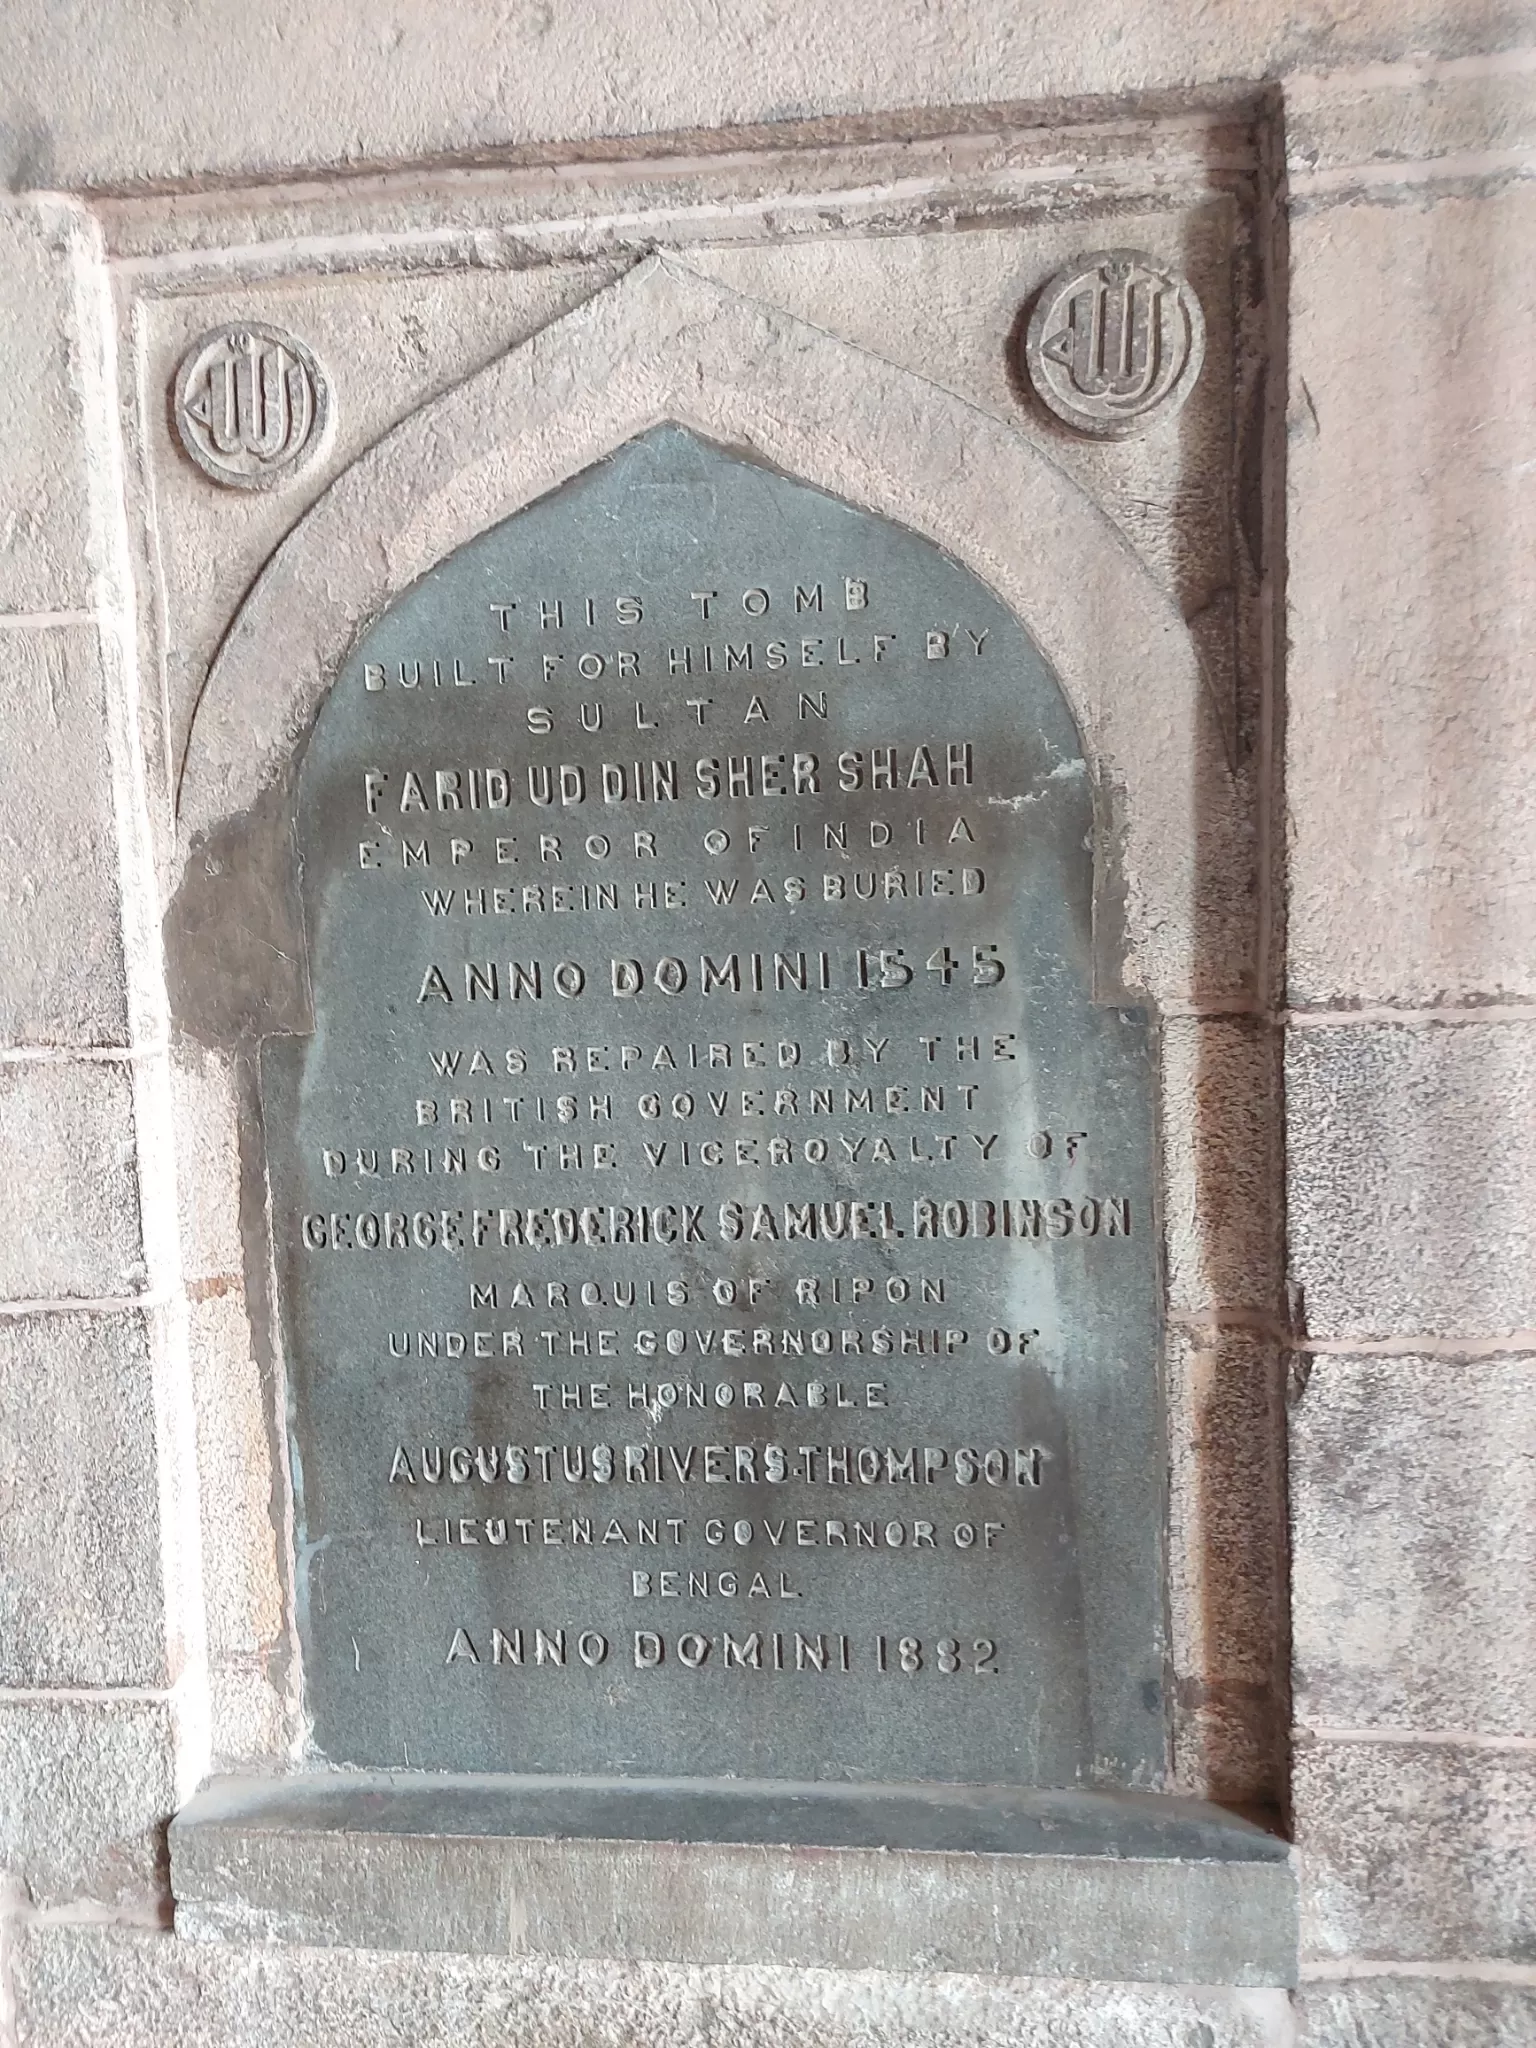 الله
الله
THIS TOMB
BUILT FOR HIMSELF BY
SULTAN
FARID UD DIN SHER SHAH
EMPEROR OF INDIA
WHEREIN HE WAS BURIED
ANNO DOMINI 1545
WAS REPAIRED BY THE
BRITISH GOVERNMENT
DURING THE VICEROYALTY OF
GEORGE FREDERICK SAMUEL ROBINSON
MARQUIS OF RIPON
UNDER THE GOVERNORSHIP OF
THE HONORABLE
AUGUSTUS RIVERS.THOMPSON
LIEUTENANT GOVERNOR OF
BENGAL
ANNO DOMINI 1882